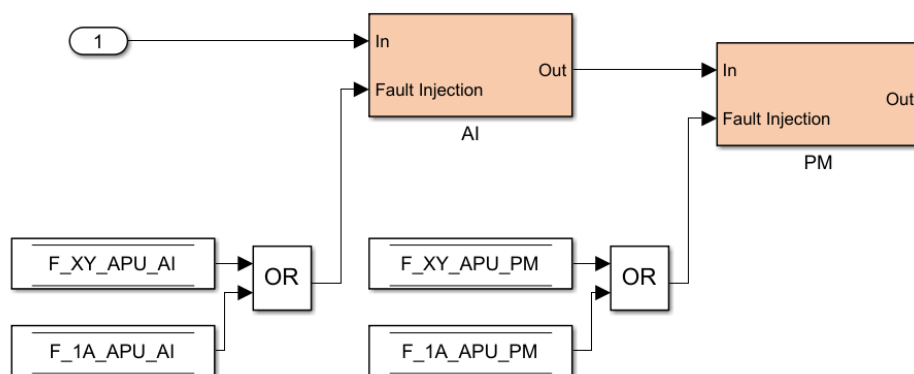 1
In
Out
Fault Injection
AI
In
Out
Fault Injection
PM
F_XY_APU_AI
OR
F_XY_APU_PM
OR
F_1A_APU_AI
F_1A_APU_PM